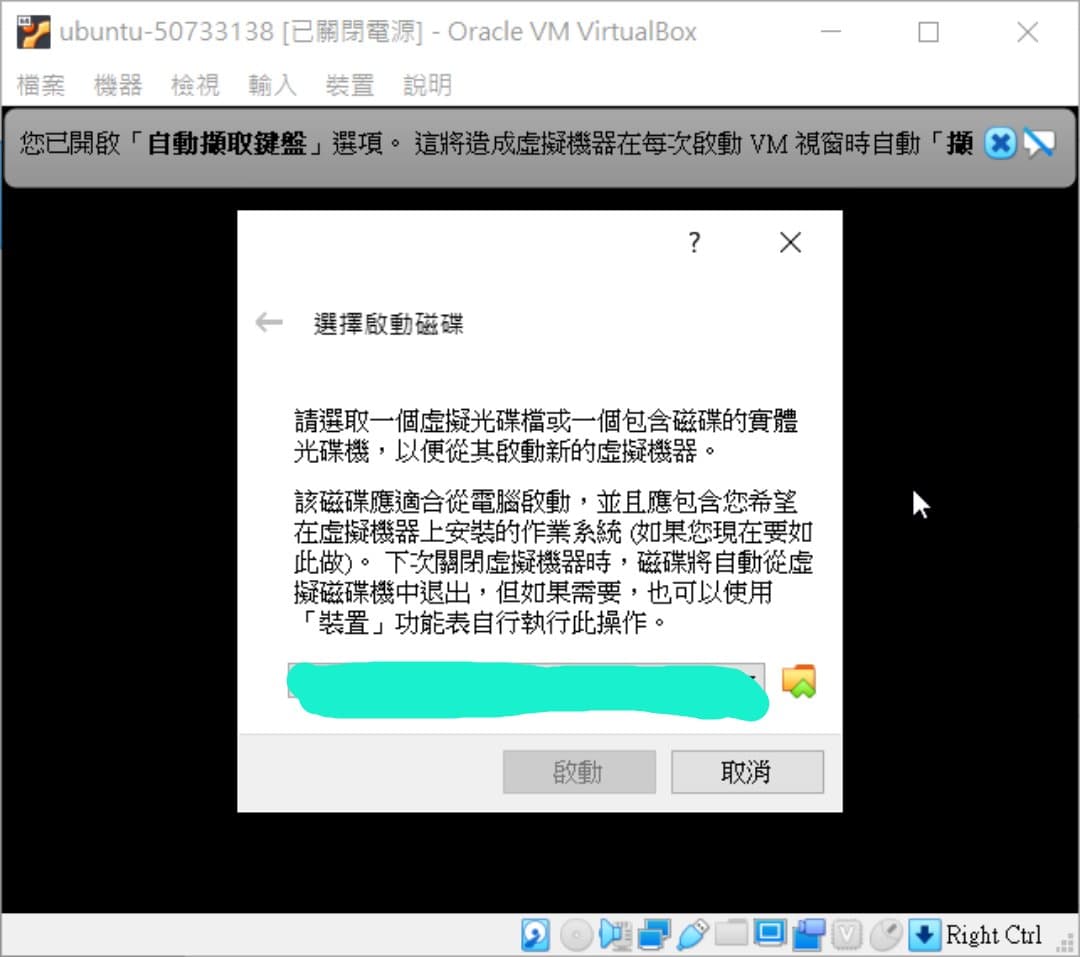 ubuntu-50733138 [已關閉電源] - Oracle VM VirtualBox
檔案 機器 檢視 輸入 裝置 說明
您已開啟「自動擷取鍵盤」選項。 這將造成虛擬機器在每次啟動 VM 視窗時自動「擷
?
選擇啟動磁碟
請選取一個虛擬光碟檔或一個包含磁碟的實體
光碟機，以便從其啟動新的虛擬機器。
該磁碟應適合從電腦啟動，並且應包含您希望
在虛擬機器上安裝的作業系統 (如果您現在要如
此做)。 下次關閉虛擬機器時，磁碟將自動從虛
擬磁碟機中退出，但如果需要，也可以使用
「裝置」功能表自行執行此操作。
啟動 取消
Right Ctrl